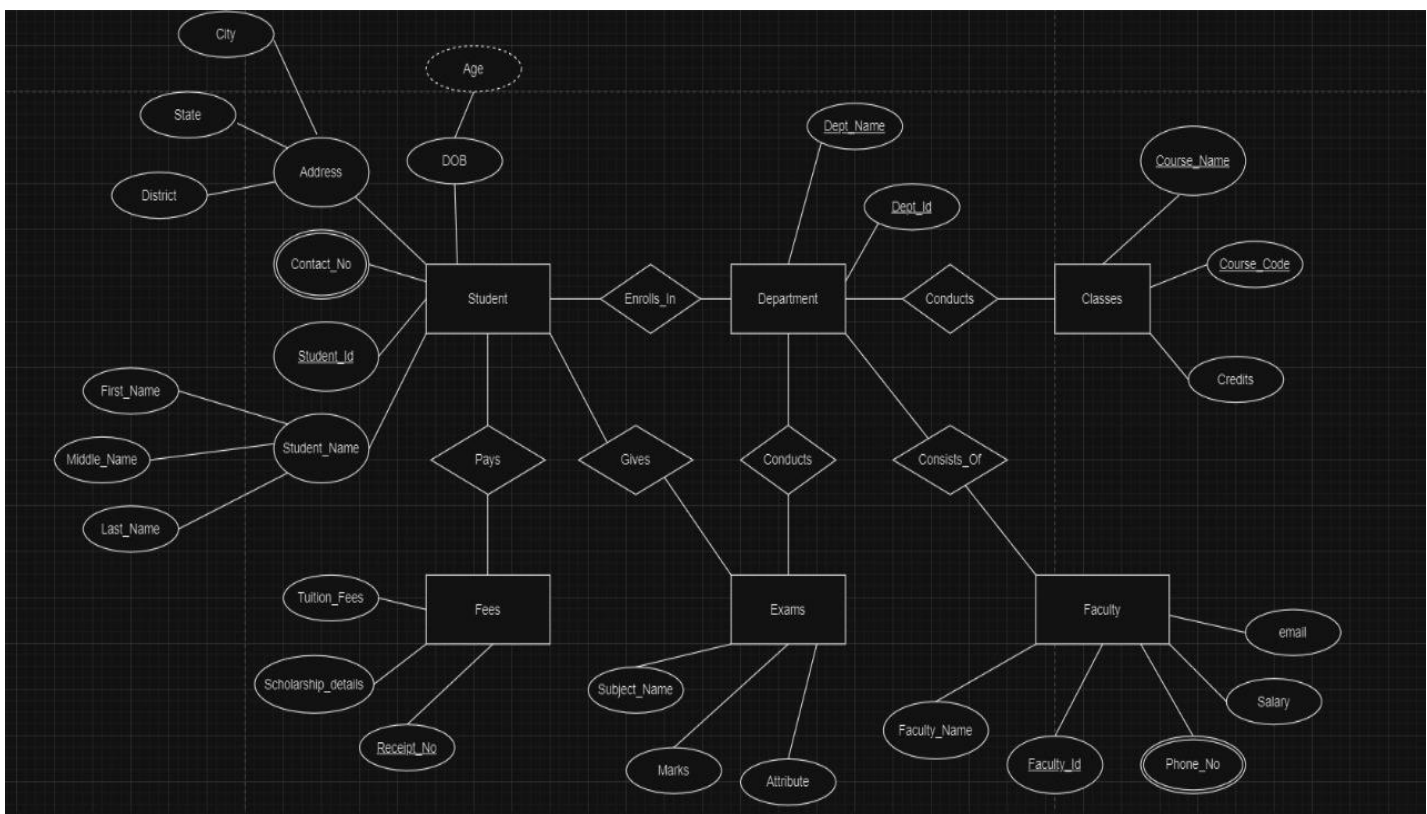 City
Age
State
Dept_Name
DOB
Course_Name
Address
District
Dept_Id
Contact_No
Course_Code
Student
Enrolls_In
Department
Conducts
Classes
Student_Id
Credits
First_Name
Student_Name
Middle_Name
Pays
Gives
Conducts
Consists_Of
Last_Name
Tuition_Fees
Fees
Exams
Faculty
email
Scholarship_details
Subject_Name
Salary
Faculty_Name
Receipt_No
Marks
Attribute
Faculty_Id
Phone_No